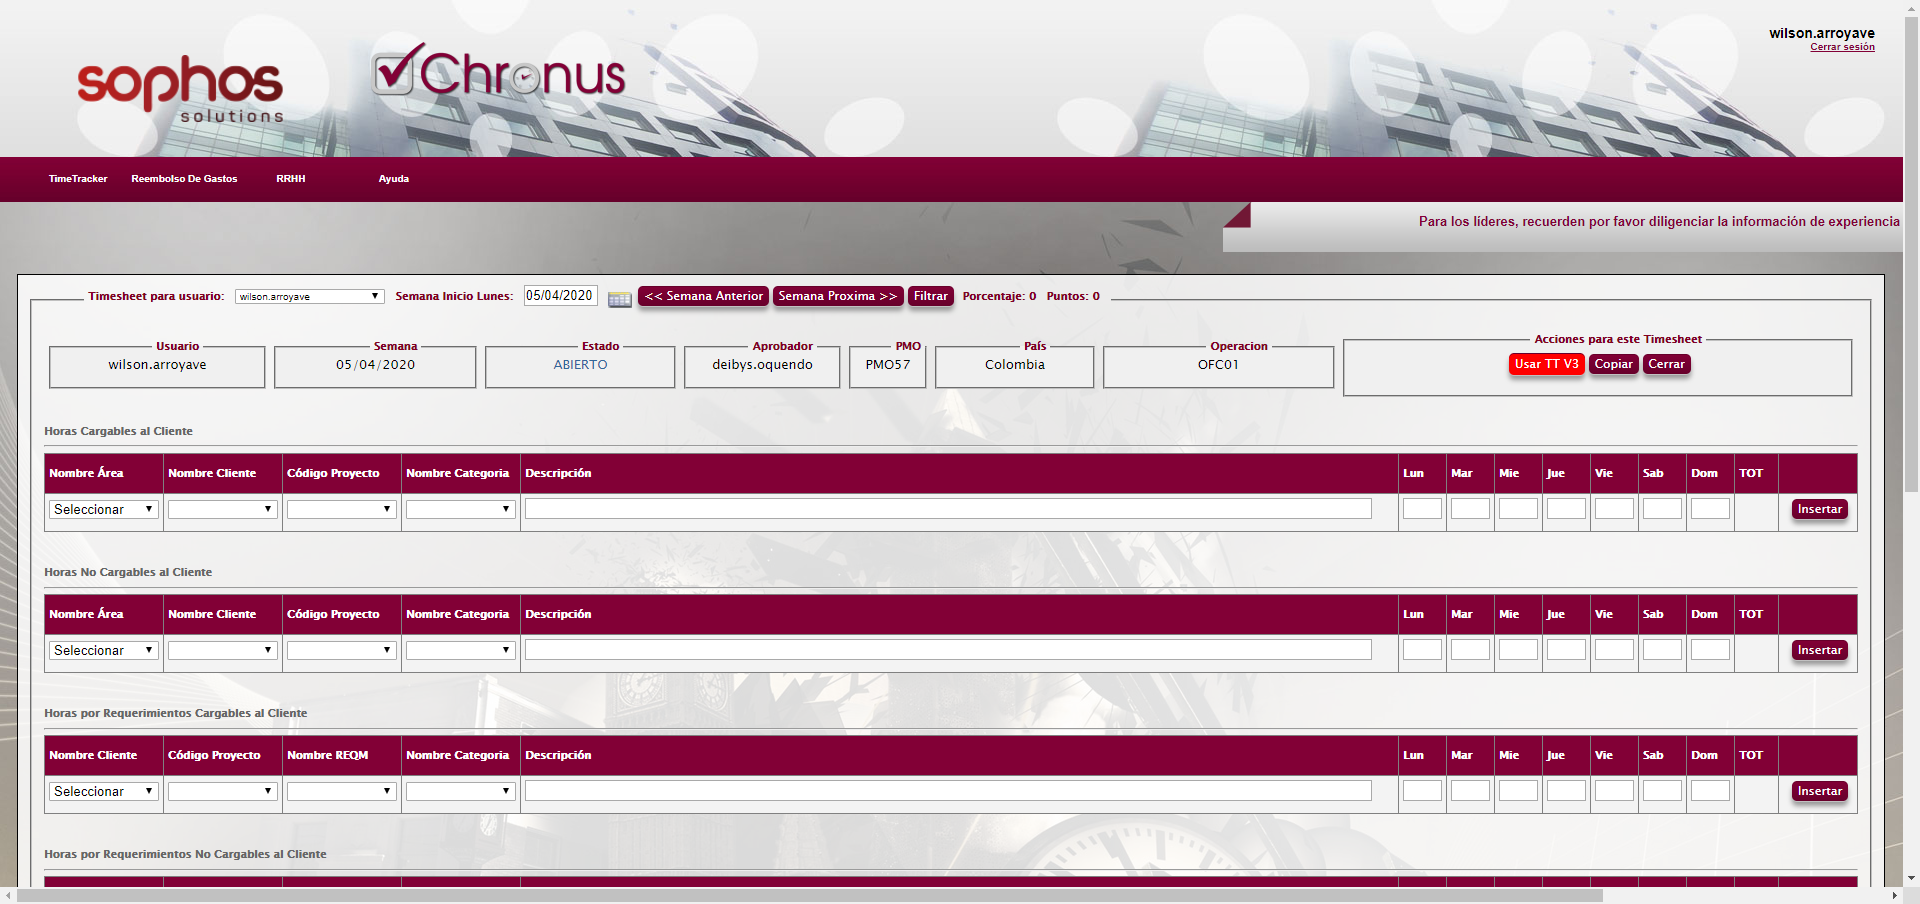 sophos
solutions
Chronus
wilson.arroyave
Cerrar sesión
TimeTracker Reembolso De Gastos RRHH Ayuda
Para los líderes, recuerden por favor diligenciar la información de experiencia
Timesheet para usuario: wilson.arroyave Semana Inicio Lunes: 05/04/2020 << Semana Anterior Semana Proxima >> Filtrar Porcentaje: 0 Puntos: 0
Usuario Semana Estado Aprobador PMO País Operacion Acciones para este Timesheet
wilson.arroyave 05/04/2020 ABIERTO deibys.oquendo PMO57 Colombia OFC01 Usar TT V3 Copiar Cerrar
Horas Cargables al Cliente
Nombre Área Nombre Cliente Código Proyecto Nombre Categoria Descripción Lun Mar Mie Jue Vie Sab Dom TOT
Seleccionar Insertar
Horas No Cargables al Cliente
Nombre Área Nombre Cliente Código Proyecto Nombre Categoria Descripción Lun Mar Mie Jue Vie Sab Dom TOT
Seleccionar Insertar
Horas por Requerimientos Cargables al Cliente
Nombre Cliente Código Proyecto Nombre REQM Nombre Categoria Descripción Lun Mar Mie Jue Vie Sab Dom TOT
Seleccionar Insertar
Horas por Requerimientos No Cargables al Cliente